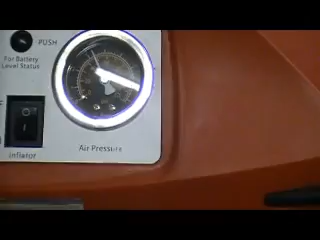 PUSH
For Battery
Level Status
Inflator
Air Pressure